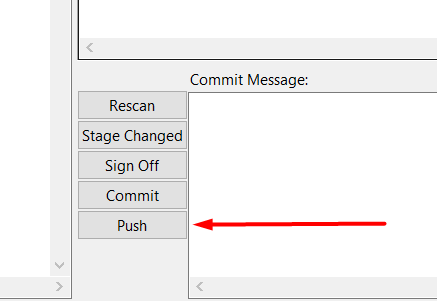 Commit Message:
Rescan
Stage Changed
Sign Off
Commit
Push